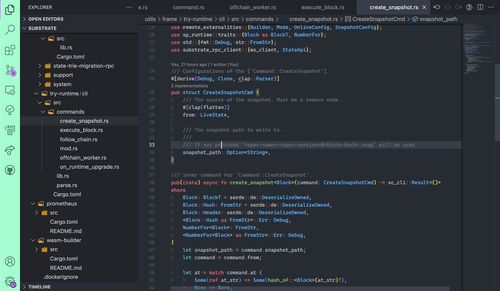 EXPLORER
OPEN EDITORS
SUBSTRATE
src
lib.rs
Cargo.toml
state-trie-migration-rpc
support
system
try-runtime / cli
src
commands
create_snapshot.rs
execute_block.rs
follow_chain.rs
mod.rs
offchain_worker.rs
on_runtime_upgrade.rs
lib.rs
parse.rs
Cargo.toml
prometheus
src
Cargo.toml
README.md
wasm-builder
src
Cargo.toml
README.md
.dockerignore
TIMELINE
command.rs
offchain_worker.rs
create_snapshot.rs
utils > frame > try-runtime > cli > src > commands > create_snapshot.rs > CreateSnapshotCmd > snapshot_path
use remote_externalities::{Builder, Mode, OnlineConfig, SnapshotConfig};
use sp_runtime::traits::{Block as BlockT, NumberFor};
use std::{fmt::Debug, str::FromStr};
use substrate_rpc_client::{ws_client, StateApi};
You, 21 hours ago | 1 author (You)
/// Configurations of the [`Command::CreateSnapshot`].
#[derive(Debug, Clone, clap::Parser)]
2 implementations
pub struct CreateSnapshotCmd {
/// The source of the snapshot. Must be a remote node.
#[clap(flatten)]
from: LiveState,
/// The snapshot path to write to.
///
33 /// If not provided `<spec-name>-<spec-version>@<block-hash>.snap` will be used.
snapshot_path: Option<String>,
}
/// inner command for `Command::CreateSnapshot`
pub(crate) async fn create_snapshot<Block>(command: CreateSnapshotCmd) -> sc_cli::Result<()>
where
Block: BlockT + serde::de::DeserializeOwned,
Block::Hash: FromStr + serde::de::DeserializeOwned,
Block::Header: serde::de::DeserializeOwned,
<Block::Hash as FromStr>::Err: Debug,
NumberFor<Block>: FromStr,
<NumberFor<Block> as FromStr>::Err: Debug,
{
let snapshot_path = command.snapshot_path;
let command = command.from;
let at = match command.at {
Some(ref at_str) => Some(hash_of::<Block>(at_str)?),
None => None,